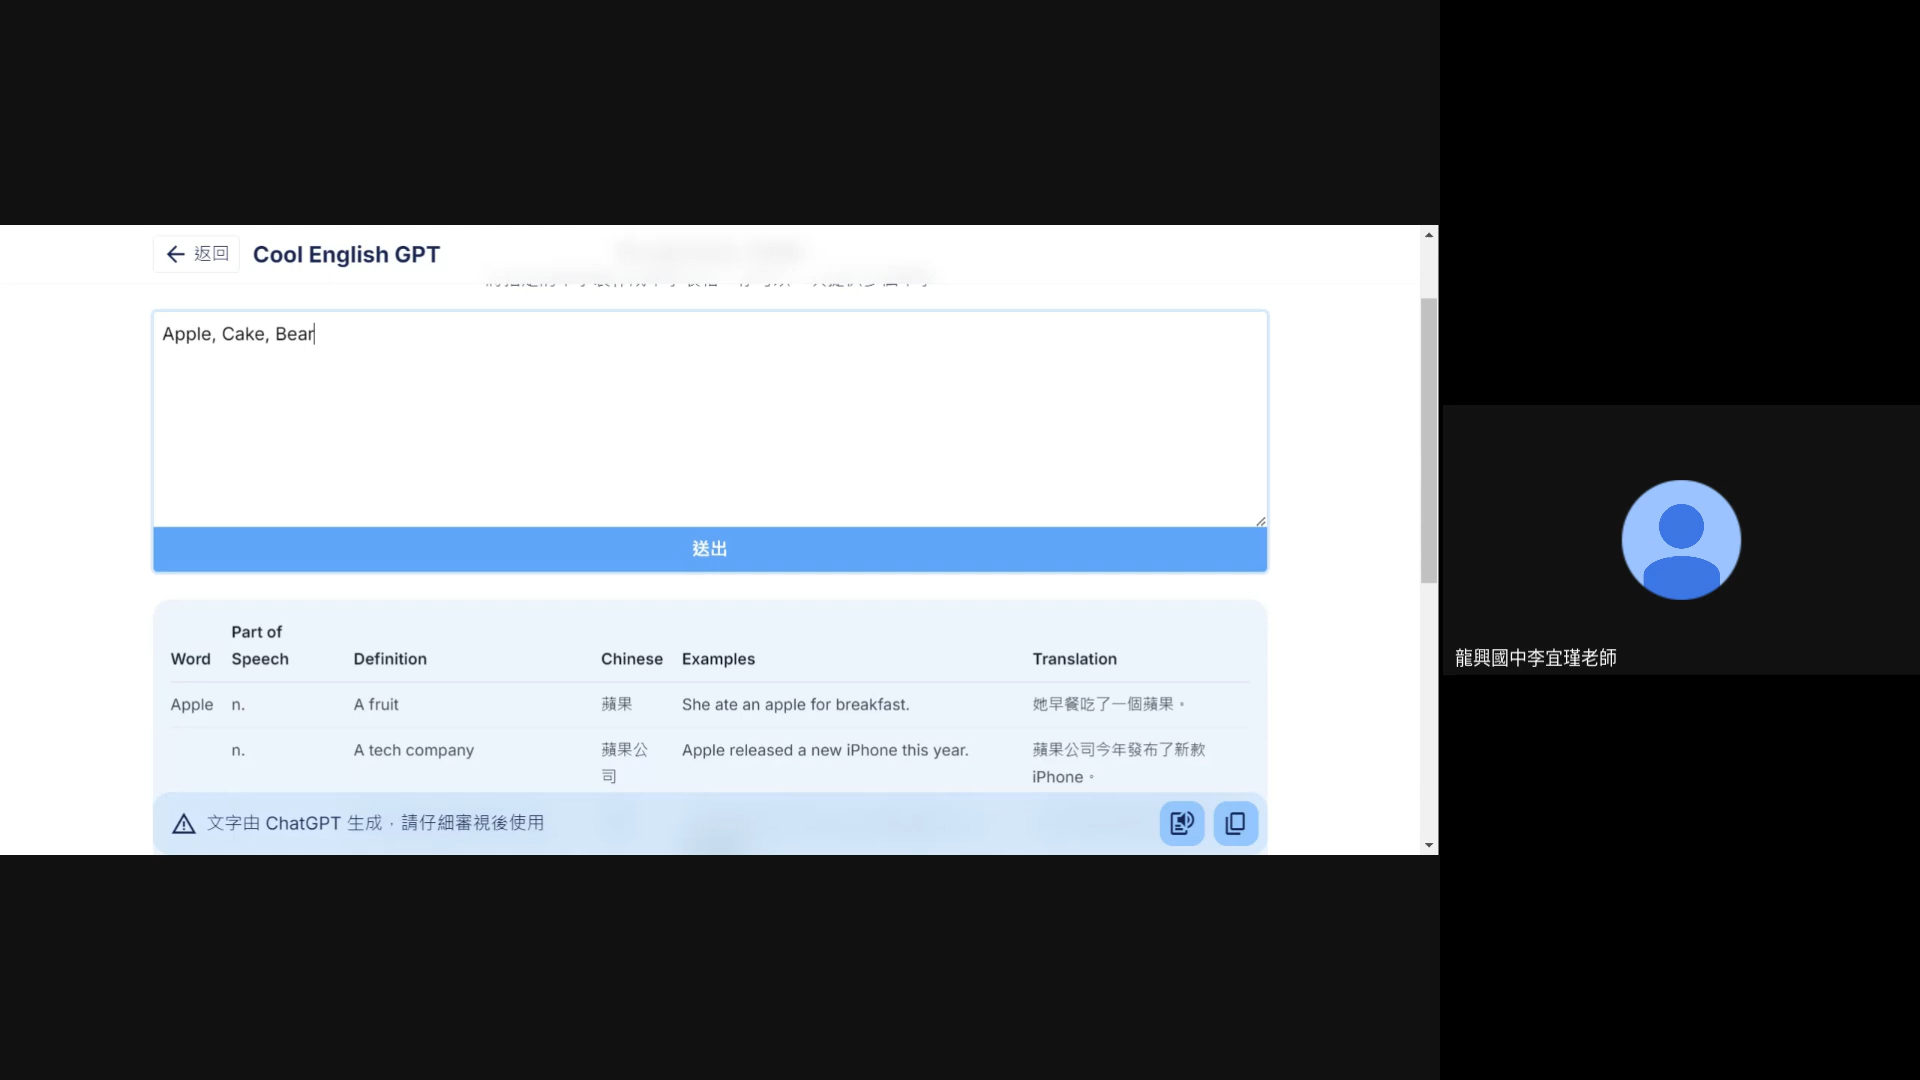 返回 Cool English GPT
Apple, Cake, Bear
送出
Word Part of Speech Definition Chinese Examples Translation
Apple n. A fruit 蘋果 She ate an apple for breakfast. 她早餐吃了一個蘋果。
n. A tech company 蘋果公司 Apple released a new iPhone this year. 蘋果公司今年發布了新款 iPhone。
文字由 ChatGPT 生成,請仔細審視後使用
龍興國中李宜瑾老師